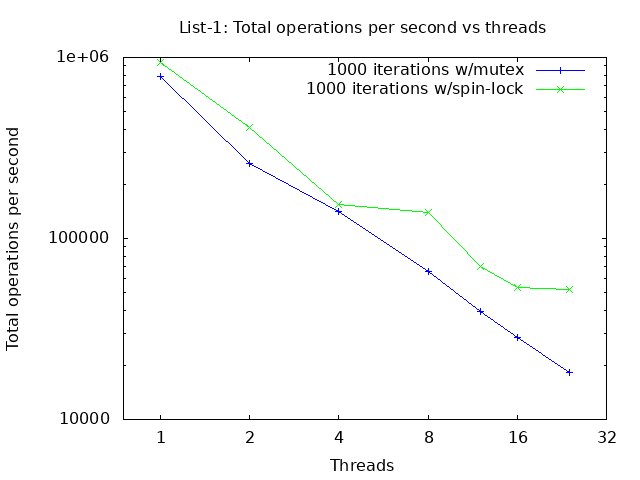 List-1: Total operations per second vs threads
1e+06
1000 iterations w/mutex
1000 iterations w/spin-lock
Total operations per second
100000
10000
1 2 4 8 16 32
Threads